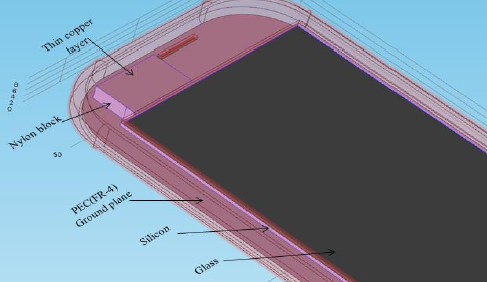 Thin copper
layer
Nylon block
50
PEC(FR-4)
Ground plane
Silicon
Glass